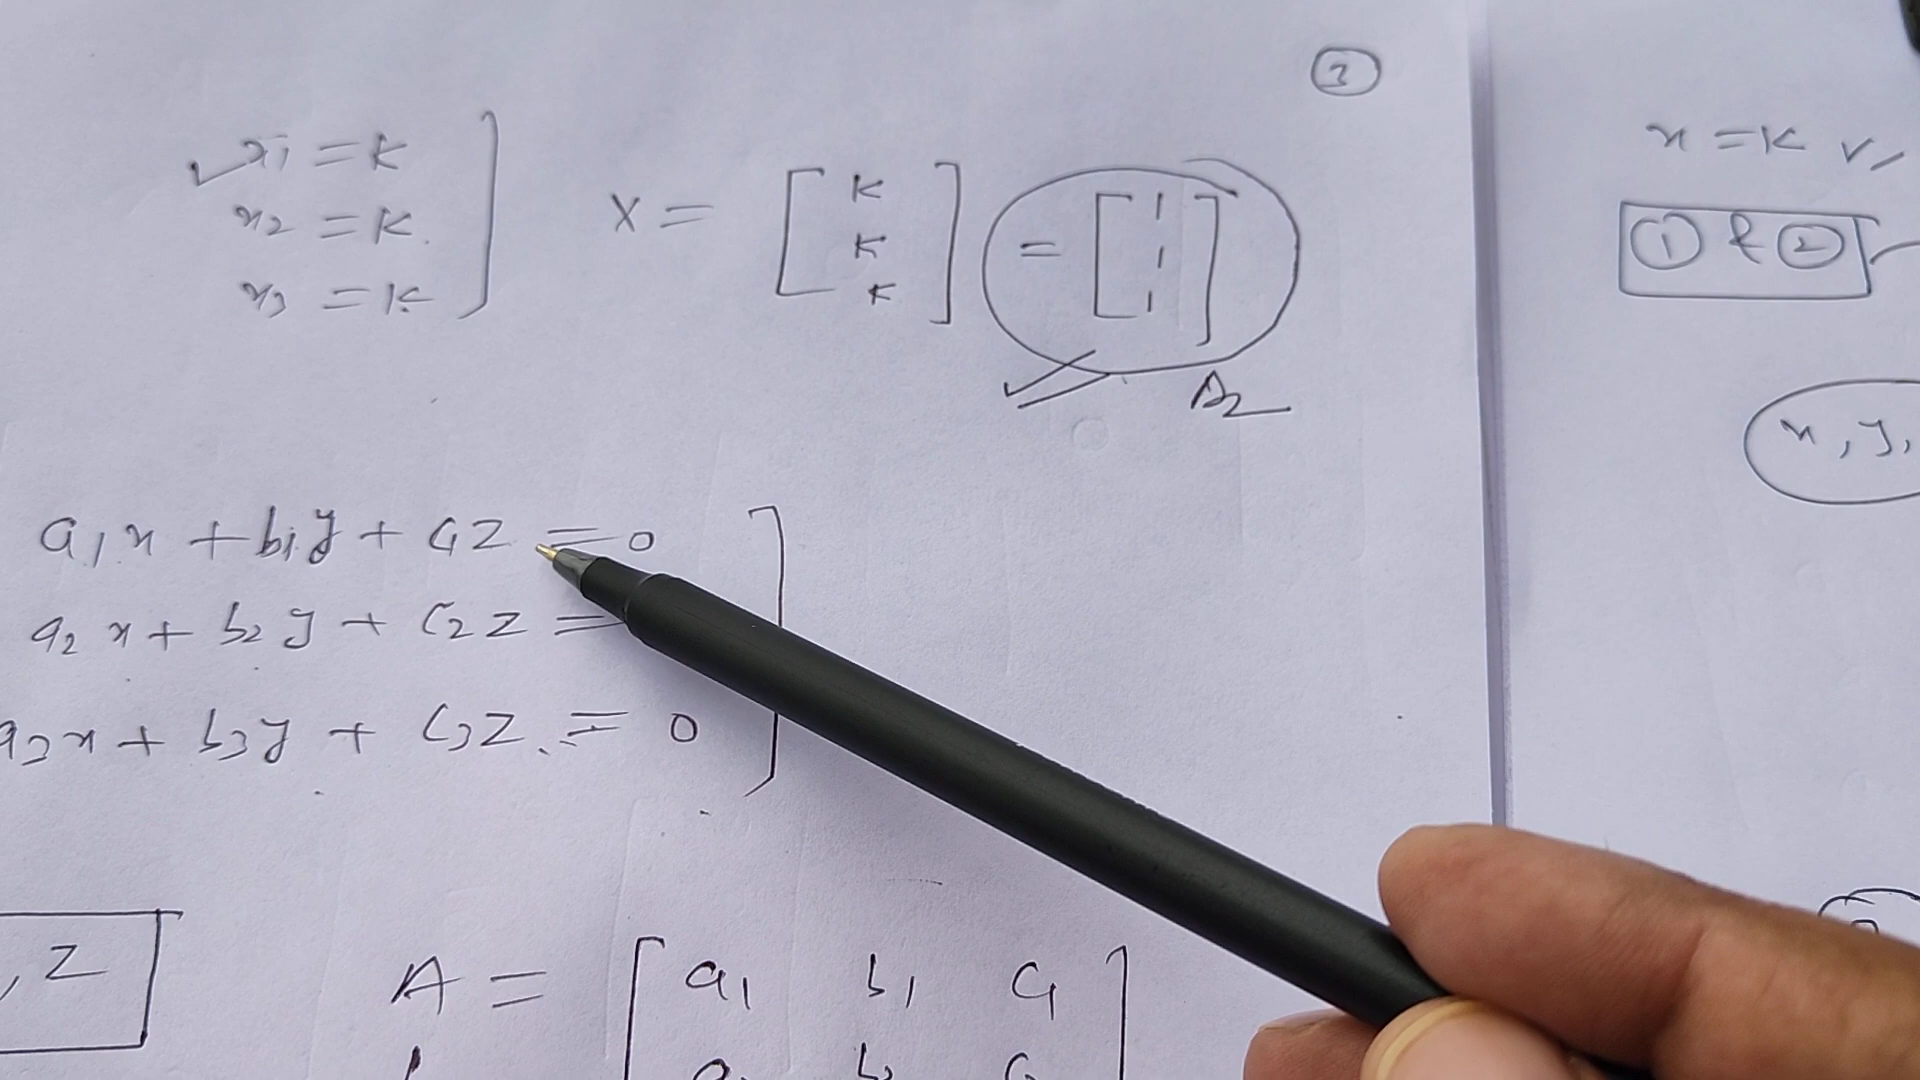 ②
x1 = K
x2 = K.
x3 = K
X = [K K K] = [1 1 1]
A2
a1x + b1y + c1z = 0
a2x + b2y + c2z =
a3x + b3y + c3z = 0
, z
A = [a1 b1 c1
x = K
① & ②
x, y,